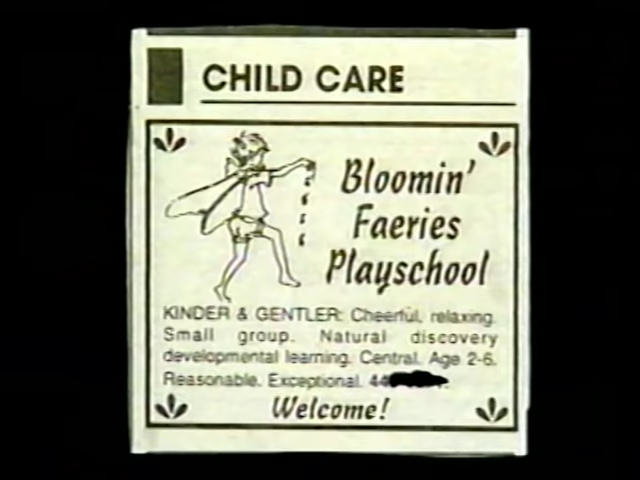 CHILD CARE
Bloomin'
Faeries
Playschool
KINDER & GENTLER: Cheerful, relaxing.
Small group. Natural discovery
developmental learning. Central. Age 2-6.
Reasonable. Exceptional. 44
Welcome!